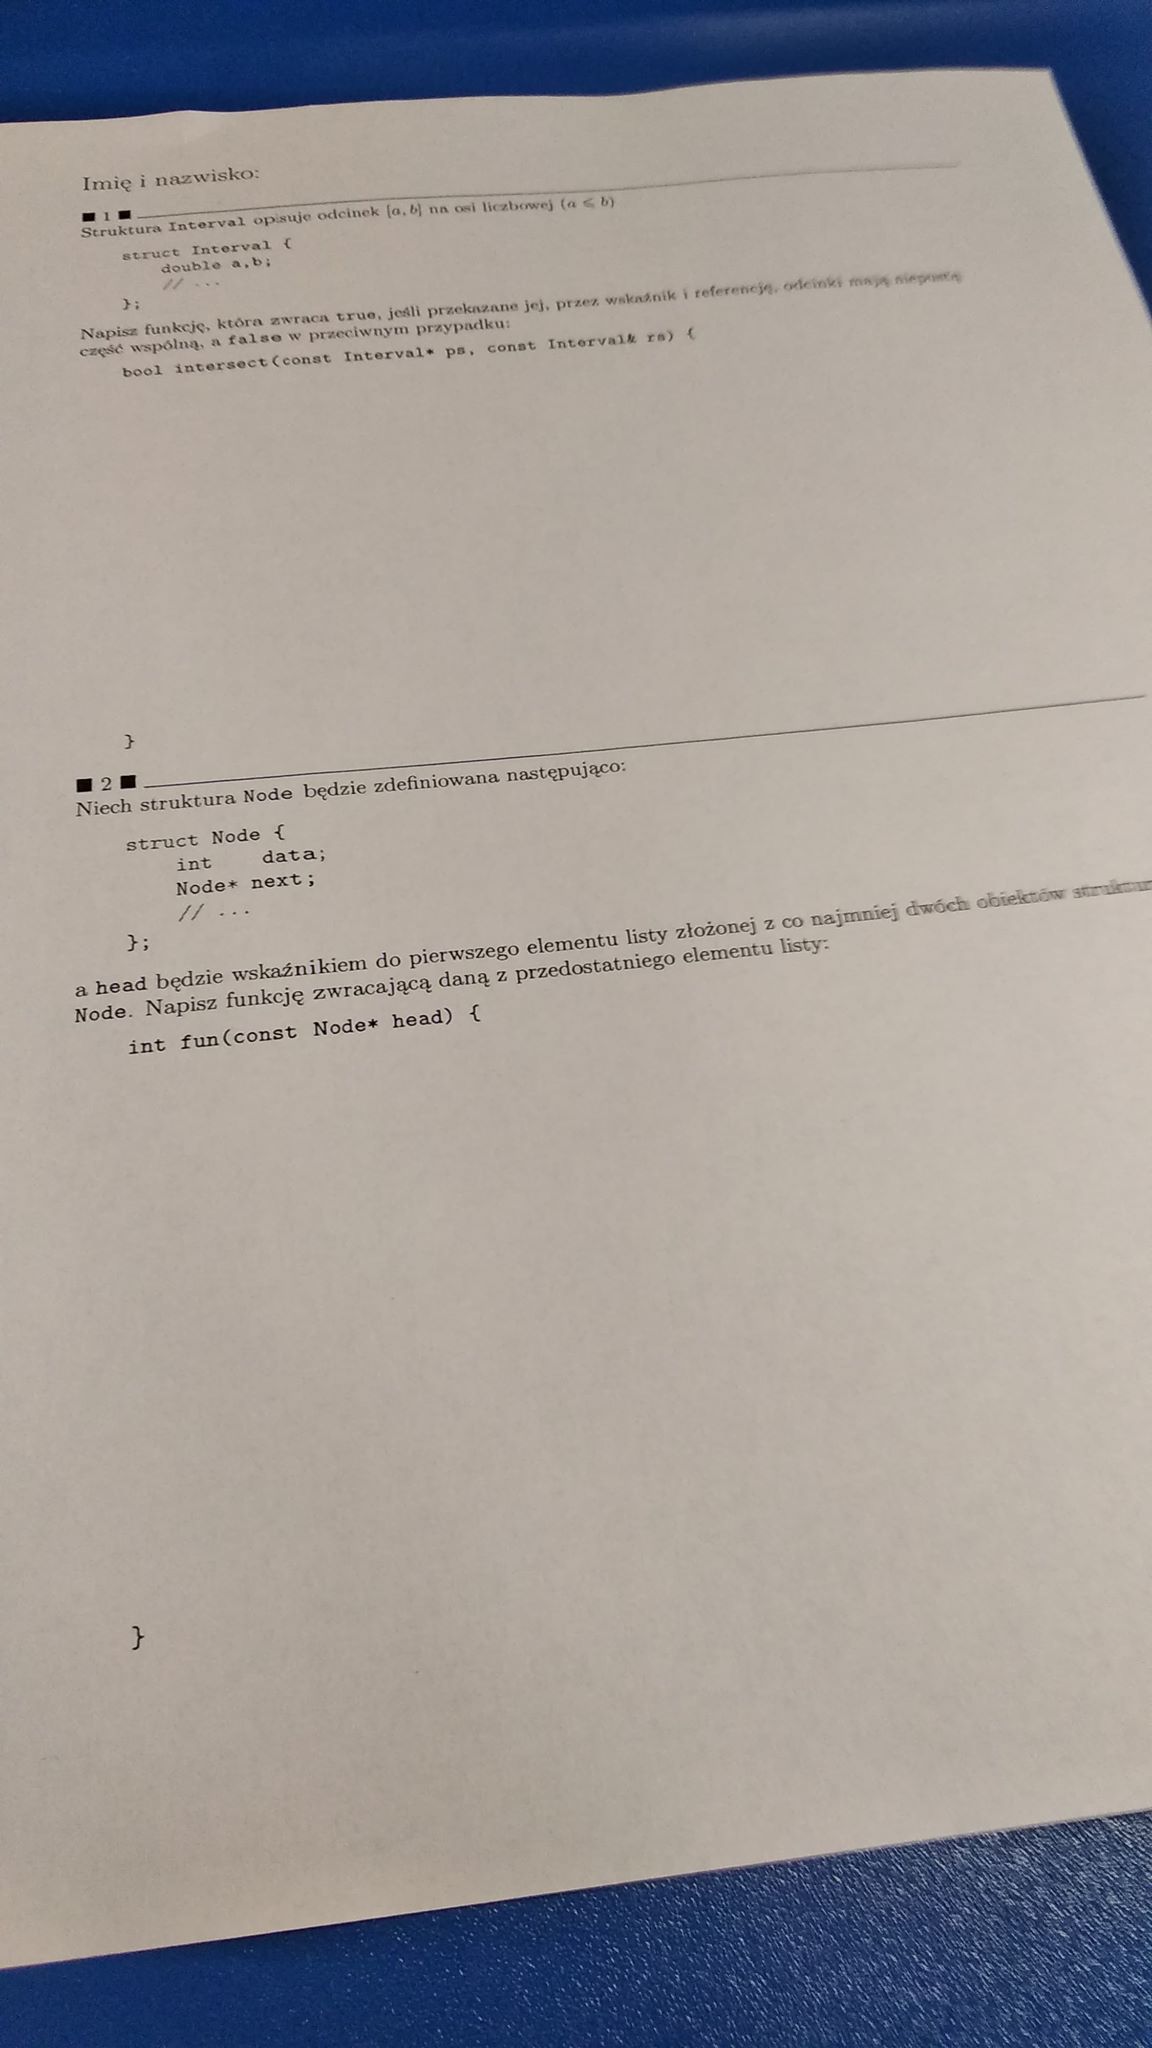 Imię i nazwisko:
■ 1 ■
Struktura Interval opisuje odcinek [a, b] na osi liczbowej (a ⩽ b)
struct Interval {
double a,b;
// ...
};
Napisz funkcję, która zwraca true, jeśli przekazane jej, przez wskaźnik i referencję, odcinki mają niepustą
część wspólną, a false w przeciwnym przypadku:
bool intersect(const Interval* ps, const Interval& rs) {
}
■ 2 ■
Niech struktura Node będzie zdefiniowana następująco:
struct Node {
int data;
Node* next;
// ...
};
a head będzie wskaźnikiem do pierwszego elementu listy złożonej z co najmniej dwóch obiektów
Node. Napisz funkcję zwracającą daną z przedostatniego elementu listy:
int fun(const Node* head) {
}